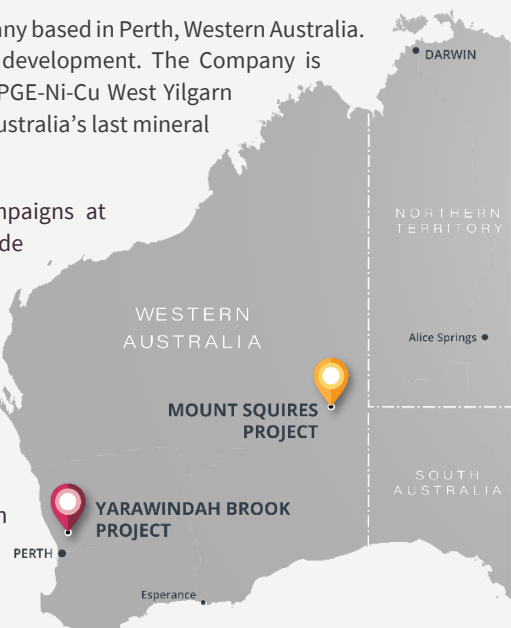 any based in Perth, Western Australia.
development. The Company is
PGE-Ni-Cu West Yilgarn
ustralia's last mineral
mpaigns at
de
n
DARWIN
NORTHERN
TERRITORY
WESTERN
AUSTRALIA
Alice Springs
MOUNT SQUIRES
PROJECT
SOUTH
AUSTRALIA
YARAWINDAH BROOK
PROJECT
PERTH
Esperance